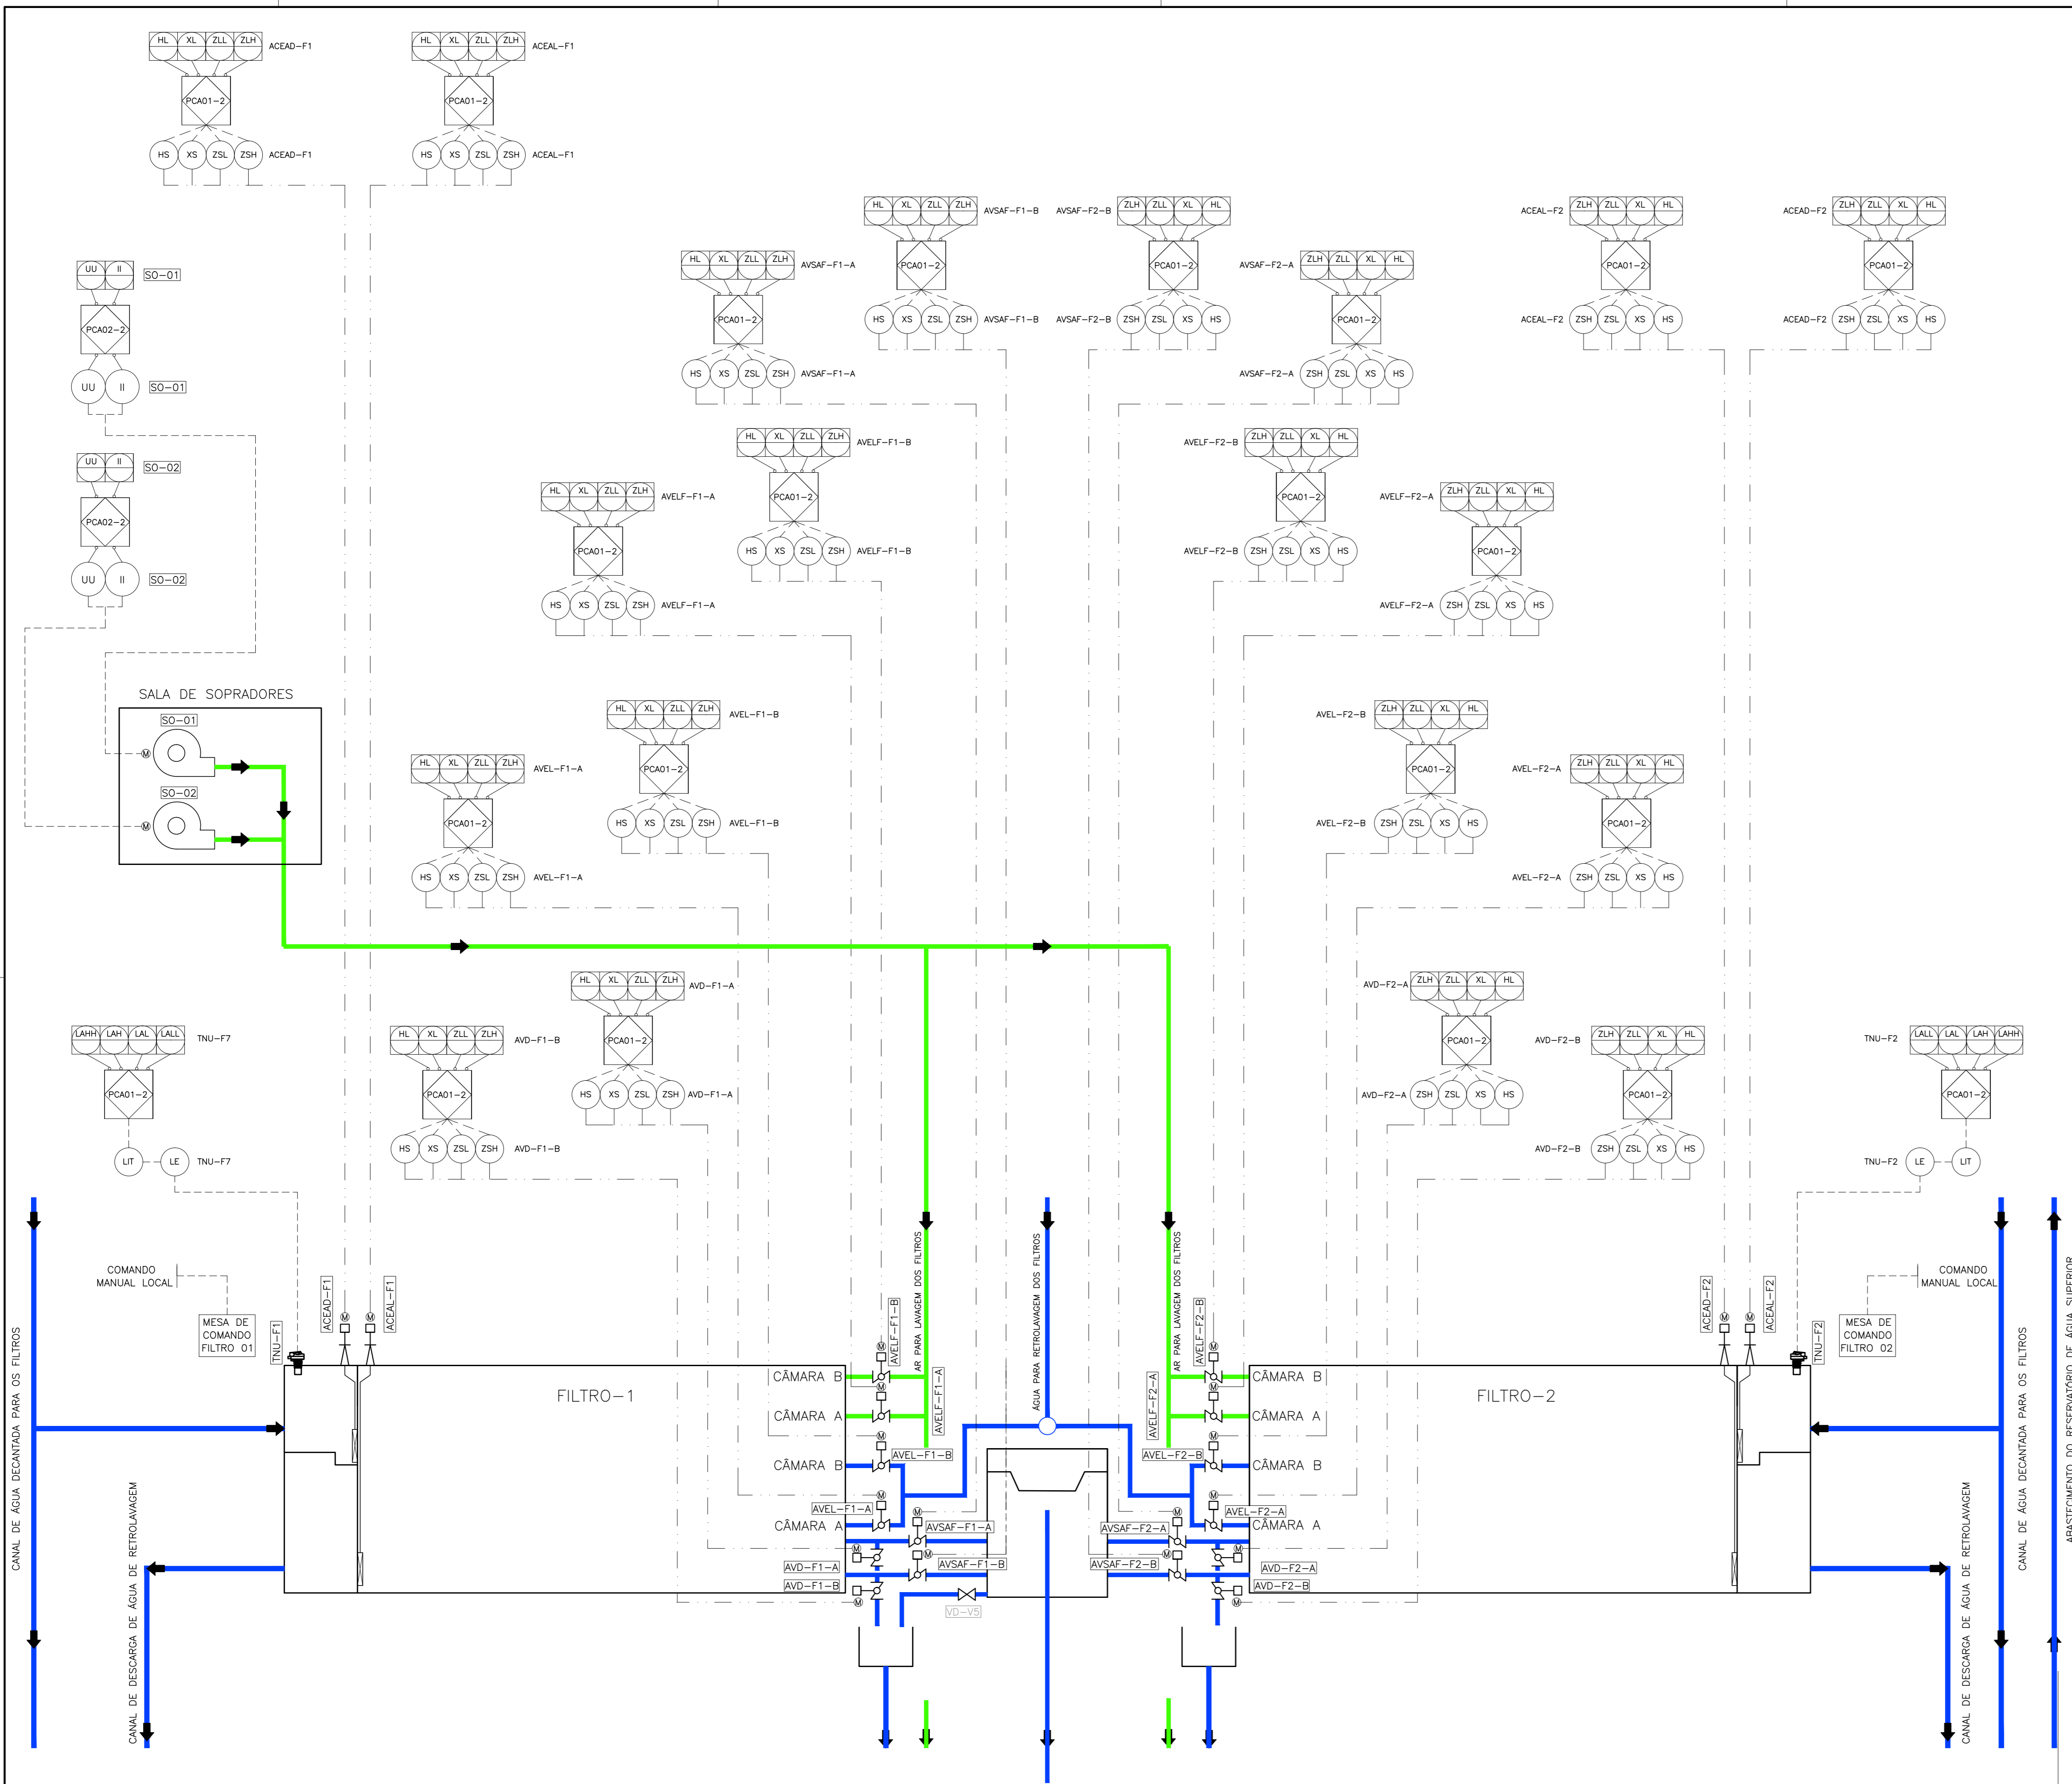 HL XL ZLL ZLH ACEAD-F1
PCA01-2
HS XS ZSL ZSH ACEAD-F1
HL XL ZLL ZLH ACEAL-F1
PCA01-2
HS XS ZSL ZSH ACEAL-F1
HL XL ZLL ZLH AVSAF-F1-B
PCA01-2
HS XS ZSL ZSH AVSAF-F1-B
AVSAF-F2-B ZLH ZLL XL HL
PCA01-2
AVSAF-F2-B ZSH ZSL XS HS
ACEAL-F2 ZLH ZLL XL HL
PCA01-2
ACEAL-F2 ZSH ZSL XS HS
ACEAD-F2 ZLH ZLL XL HL
PCA01-2
ACEAD-F2 ZSH ZSL XS HS
HL XL ZLL ZLH AVSAF-F1-A
PCA01-2
HS XS ZSL ZSH AVSAF-F1-A
AVSAF-F2-A ZLH ZLL XL HL
PCA01-2
AVSAF-F2-A ZSH ZSL XS HS
UU II SO-01
PCA02-2
UU II SO-01
UU II SO-02
PCA02-2
UU II SO-02
HL XL ZLL ZLH AVELF-F1-B
PCA01-2
HS XS ZSL ZSH AVELF-F1-B
AVELF-F2-B ZLH ZLL XL HL
PCA01-2
AVELF-F2-B ZSH ZSL XS HS
HL XL ZLL ZLH AVELF-F1-A
PCA01-2
HS XS ZSL ZSH AVELF-F1-A
AVELF-F2-A ZLH ZLL XL HL
PCA01-2
AVELF-F2-A ZSH ZSL XS HS
SALA DE SOPRADORES
SO-01
M
SO-02
M
HL XL ZLL ZLH AVEL-F1-B
PCA01-2
HS XS ZSL ZSH AVEL-F1-B
AVEL-F2-B ZLH ZLL XL HL
PCA01-2
AVEL-F2-B ZSH ZSL XS HS
HL XL ZLL ZLH AVEL-F1-A
PCA01-2
HS XS ZSL ZSH AVEL-F1-A
AVEL-F2-A ZLH ZLL XL HL
PCA01-2
AVEL-F2-A ZSH ZSL XS HS
HL XL ZLL ZLH AVD-F1-A
PCA01-2
HS XS ZSL ZSH AVD-F1-A
AVD-F2-A ZLH ZLL XL HL
PCA01-2
AVD-F2-A ZSH ZSL XS HS
LAHH LAH LAL LALL TNU-F7
PCA01-2
LIT LE TNU-F7
HL XL ZLL ZLH AVD-F1-B
PCA01-2
HS XS ZSL ZSH AVD-F1-B
AVD-F2-B ZLH ZLL XL HL
PCA01-2
AVD-F2-B ZSH ZSL XS HS
TNU-F2 LALL LAL LAH LAHH
PCA01-2
TNU-F2 LE LIT
CANAL DE ÁGUA DECANTADA PARA OS FILTROS
CANAL DE DESCARGA DE ÁGUA DE RETROLAVAGEM
COMANDO
MANUAL LOCAL
MESA DE
COMANDO
FILTRO 01
TNU-F1
ACEAD-F1
M
M
ACEAL-F1
FILTRO-1
CÂMARA B
CÂMARA A
CÂMARA B
CÂMARA A
M
AVELF-F1-B
M
AVELF-F1-A
M
AVEL-F1-B
M
AVEL-F1-A
M
AVSAF-F1-A
M
AVSAF-F1-B
M
AVD-F1-A
M
AVD-F1-B
VD-V5
AR PARA LAVAGEM DOS FILTROS
ÁGUA PARA RETROLAVAGEM DOS FILTROS
AR PARA LAVAGEM DOS FILTROS
M
AVELF-F2-B
M
AVELF-F2-A
M
AVEL-F2-B
M
AVEL-F2-A
M
AVSAF-F2-A
M
AVSAF-F2-B
M
AVD-F2-A
M
AVD-F2-B
FILTRO-2
CÂMARA B
CÂMARA A
CÂMARA B
CÂMARA A
ACEAD-F2
M
M
ACEAL-F2
TNU-F2
COMANDO
MANUAL LOCAL
MESA DE
COMANDO
FILTRO 02
CANAL DE DESCARGA DE ÁGUA DE RETROLAVAGEM
CANAL DE ÁGUA DECANTADA PARA OS FILTROS
ABASTECIMENTO DO RESERVATÓRIO DE ÁGUA SUPERIOR